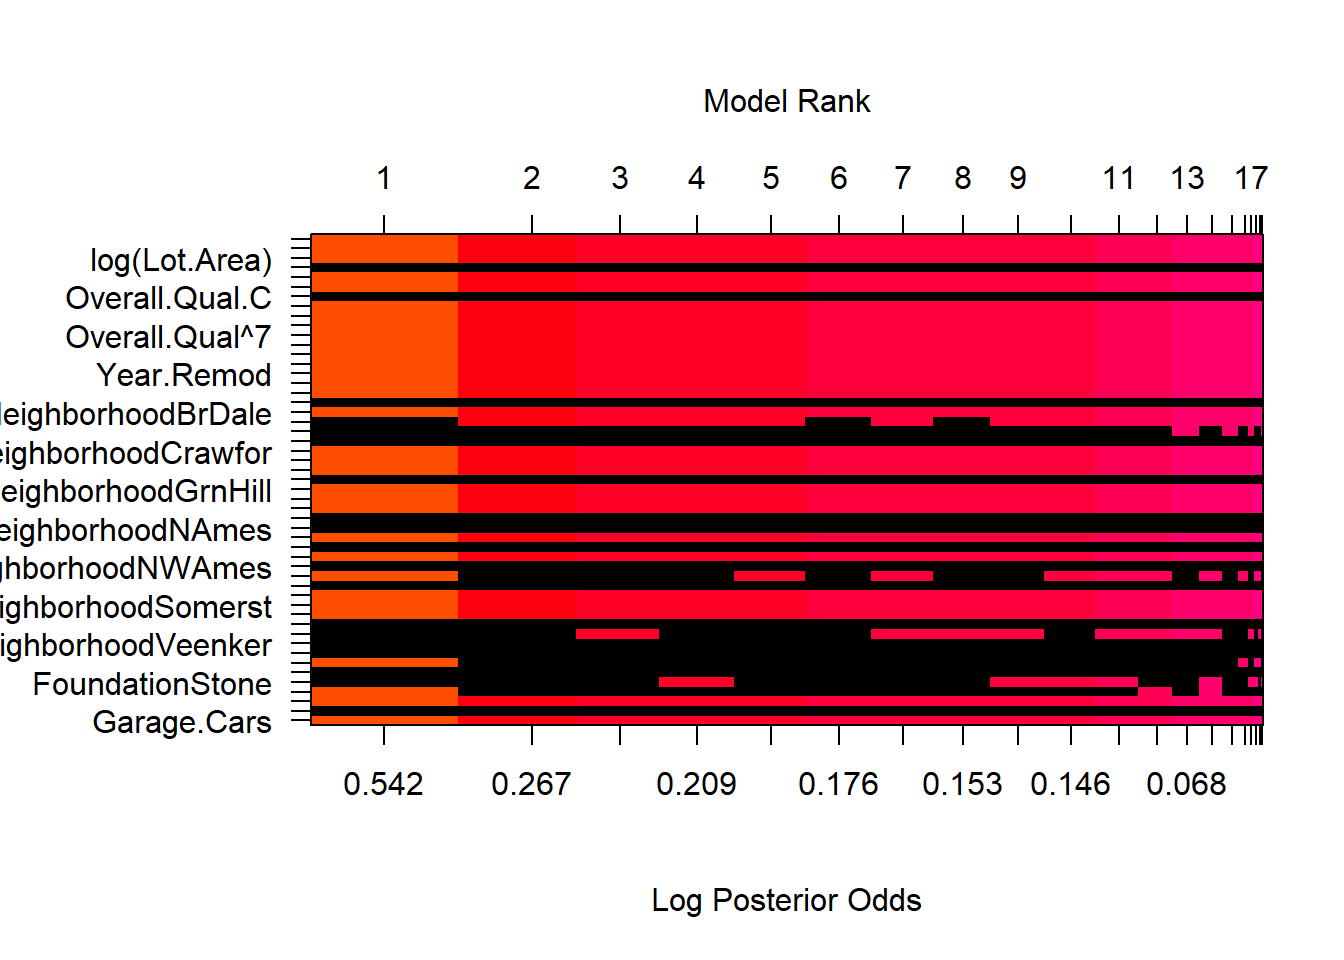 Model Rank
1 2 3 4 5 6 7 8 9 11 13 17
log(Lot.Area)
Overall.Qual.C
Overall.Qual^7
Year.Remod
leighborhoodBrDale
eighborhoodCrawfor
eighborhoodGrnHill
eighborhoodNAmes
ghborhoodNWAmes
ighborhoodSomerst
ighborhoodVeenker
FoundationStone
Garage.Cars
0.542 0.267 0.209 0.176 0.153 0.146 0.068
Log Posterior Odds